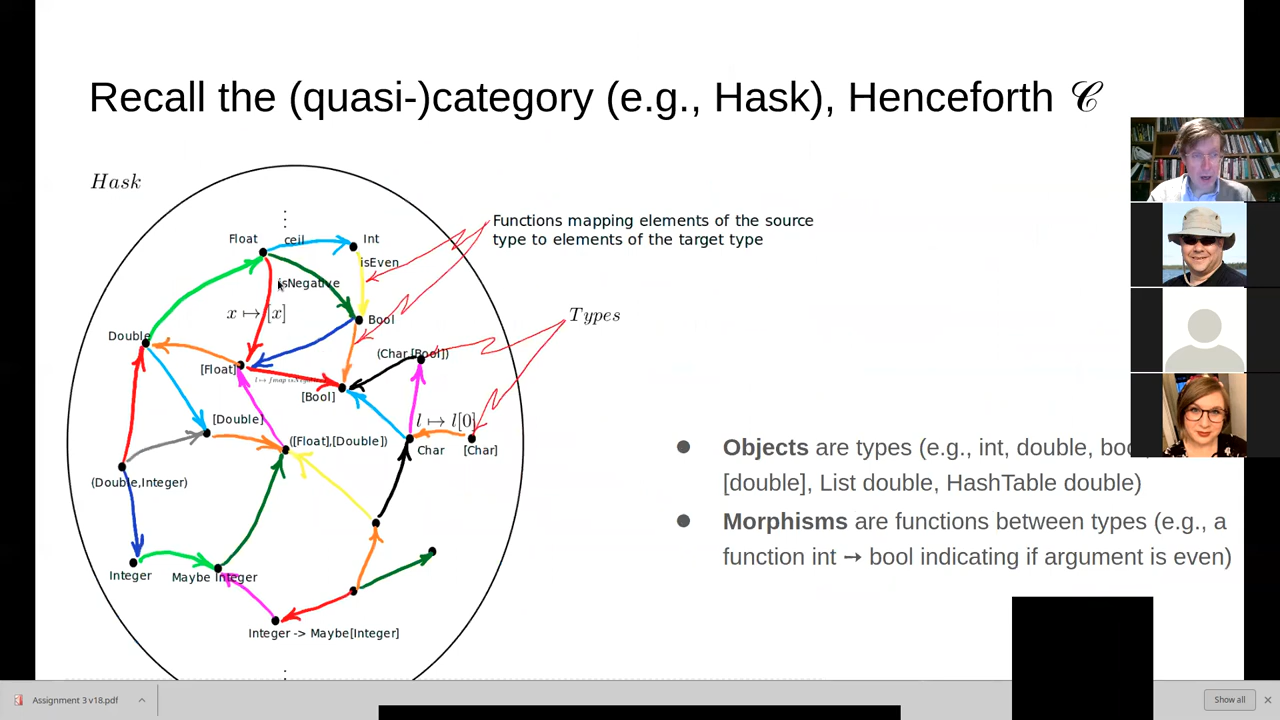 Recall the (quasi-)category (e.g., Hask), Henceforth 𝒞
Hask
Functions mapping elements of the source
type to elements of the target type
Float
ceil
Int
isEven
isNegative
x ↦ [x]
Bool
Types
Double
(Char,[Bool])
[Float]
[Bool]
[Double]
l ↦ l[0]
([Float],[Double])
Char
[Char]
(Double,Integer)
Integer
Maybe Integer
Integer -> Maybe[Integer]
● Objects are types (e.g., int, double,
[double], List double, HashTable double)
● Morphisms are functions between types (e.g., a
function int → bool indicating if argument is even)
Assignment 3 v18.pdf
Show all